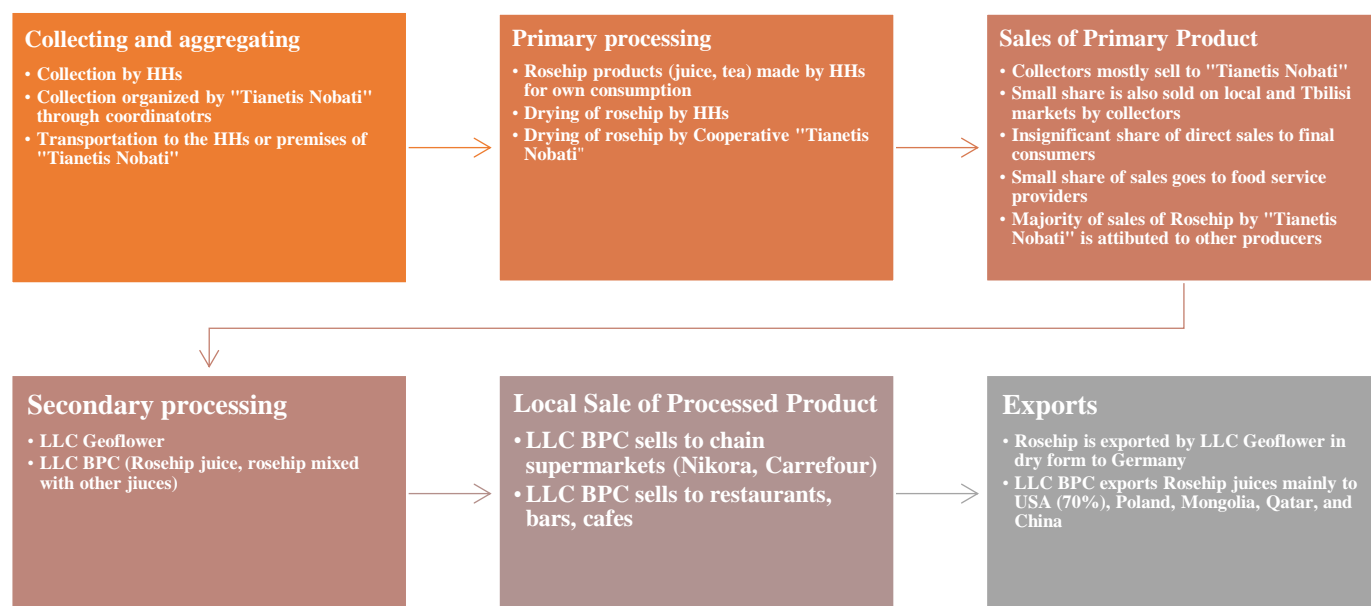 Collecting and aggregating
• Collection by HHs
• Collection organized by "Tianetis Nobati"
through coordinatotrs
• Transportation to the HHs or premises of
"Tianetis Nobati"
Primary processing
• Rosehip products (juice, tea) made by HHs
for own consumption
• Drying of rosehip by HHs
• Drying of rosehip by Cooperative "Tianetis
Nobati"
Sales of Primary Product
• Collectors mostly sell to "Tianetis Nobati"
• Small share is also sold on local and Tbilisi
markets by collectors
• Insignificant share of direct sales to final
consumers
• Small share of sales goes to food service
providers
• Majority of sales of Rosehip by "Tianetis
Nobati" is attibuted to other producers
Secondary processing
• LLC Geoflower
• LLC BPC (Rosehip juice, rosehip mixed
with other jiuces)
Local Sale of Processed Product
• LLC BPC sells to chain
supermarkets (Nikora, Carrefour)
• LLC BPC sells to restaurants,
bars, cafes
Exports
• Rosehip is exported by LLC Geoflower in
dry form to Germany
• LLC BPC exports Rosehip juices mainly to
USA (70%), Poland, Mongolia, Qatar, and
China